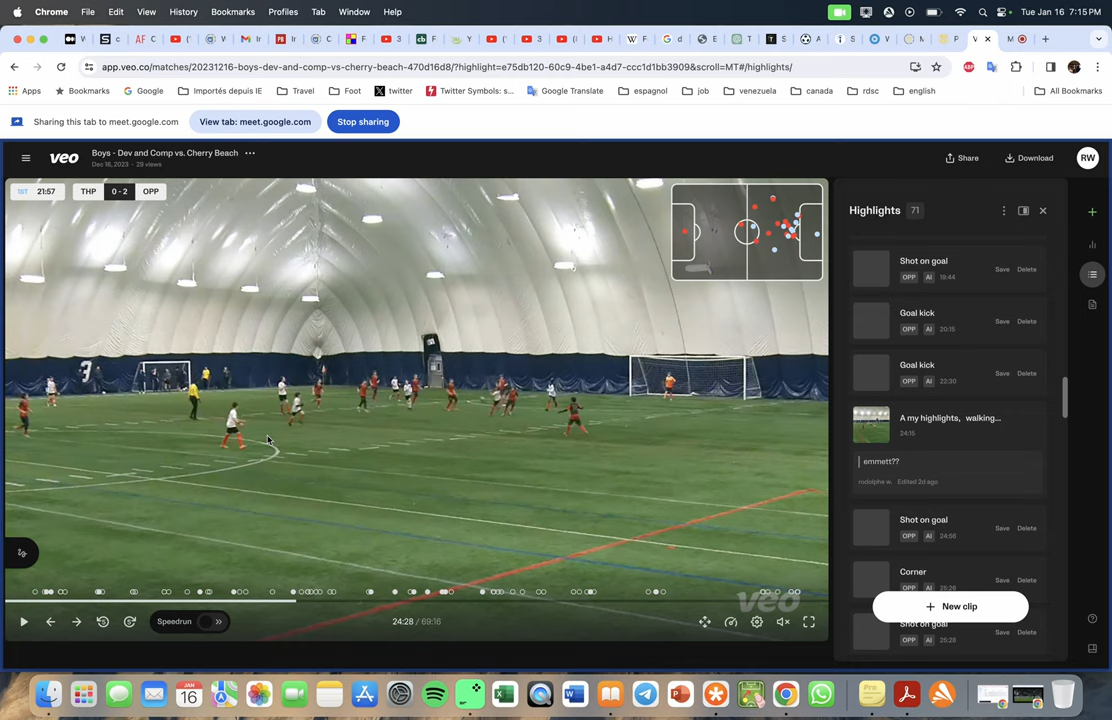 Chrome File Edit View History Bookmarks Profiles Tab Window Help Tue Jan 16 7:15 PM
app.veo.co/matches/20231216-boys-dev-and-comp-vs-cherry-beach-470d16d8/?highlight=e75db120-60c9-4be1-a4d7-ccc1d1bb3909&scroll=MT#/highlights/
Apps Bookmarks Google Importés depuis IE Travel Foot twitter Twitter Symbols: s... Google Translate espagnol job venezuela canada rdsc english All Bookmarks
Sharing this tab to meet.google.com View tab: meet.google.com Stop sharing
veo Boys - Dev and Comp vs. Cherry Beach ••• Share Download RW
Dec 16, 2023 • 29 views
1ST 21:57 THP 0 - 2 OPP
Highlights 71
Shot on goal
OPP AI 19:44 Save Delete
Goal kick
OPP AI 20:15 Save Delete
Goal kick
OPP AI 22:30 Save Delete
A my highlights, walking...
24:15
emmett??
rodolphe w. Edited 2d ago
Shot on goal
OPP AI 24:56 Save Delete
Corner
OPP AI 25:26 Save Delete
New clip
Shot on goal
OPP AI 25:28 Save Delete
3
veo
Speedrun
24:28 / 69:16
JAN
16